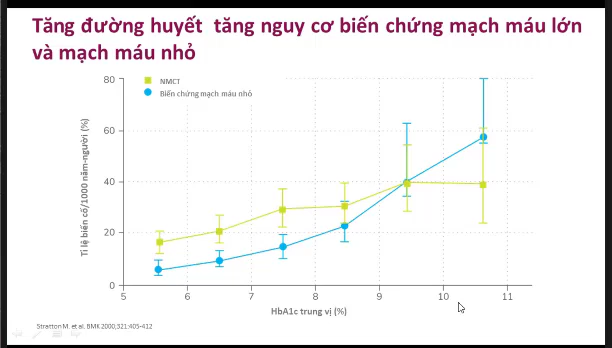 Tăng đường huyết tăng nguy cơ biến chứng mạch máu lớn
và mạch máu nhỏ
80
60
40
20
0
Tỉ lệ biến cố/1000 năm-người (%)
NMCT
Biến chứng mạch máu nhỏ
5 6 7 8 9 10 11
HbA1c trung vị (%)
Stratton M. et al. BMK 2000;321:405-412